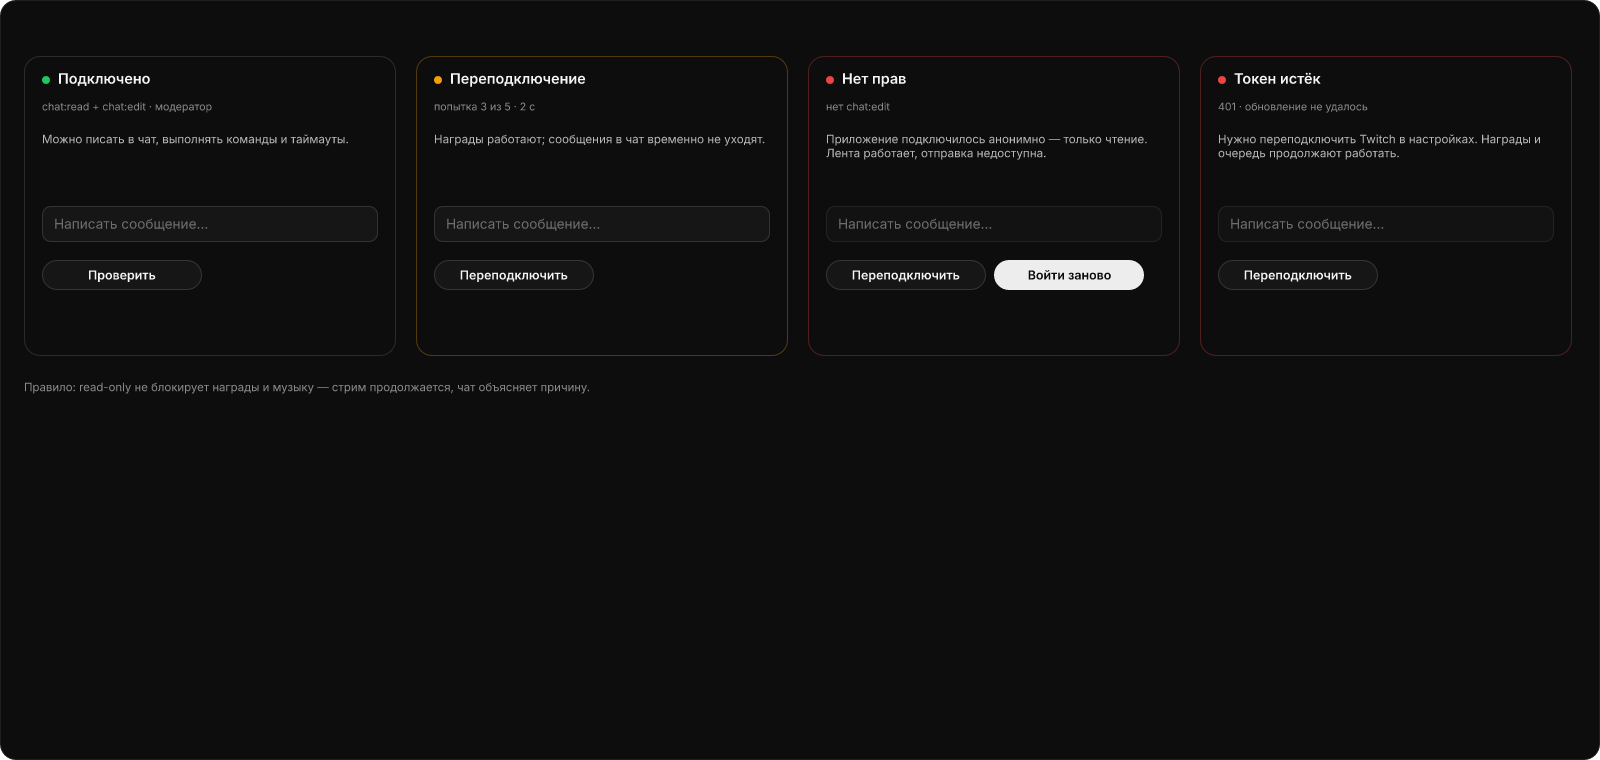 Подключено
chat:read + chat:edit · модератор
Можно писать в чат, выполнять команды и таймауты.
Написать сообщение...
Проверить
Переподключение
попытка 3 из 5 · 2 с
Награды работают; сообщения в чат временно не уходят.
Написать сообщение...
Переподключить
Нет прав
нет chat:edit
Приложение подключилось анонимно — только чтение.
Лента работает, отправка недоступна.
Написать сообщение...
Переподключить
Войти заново
Токен истёк
401 · обновление не удалось
Нужно переподключить Twitch в настройках. Награды и
очередь продолжают работать.
Написать сообщение...
Переподключить
Правило: read-only не блокирует награды и музыку — стрим продолжается, чат объясняет причину.